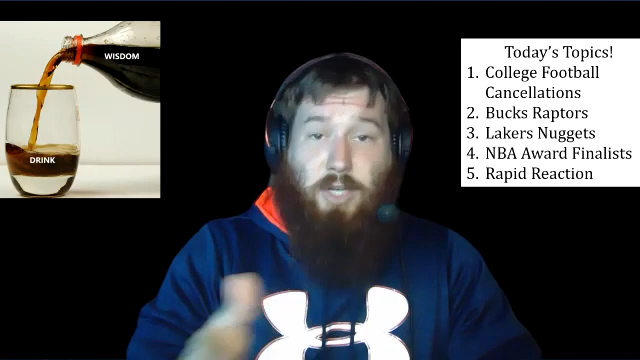 WISDOM
DRINK
Today's Topics!
1. College Football
Cancellations
2. Bucks Raptors
3. Lakers Nuggets
4. NBA Award Finalists
5. Rapid Reaction